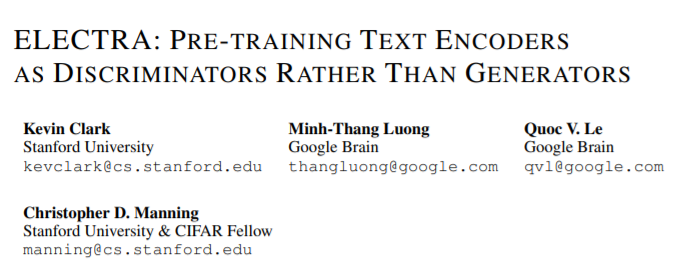 ELECTRA: PRE-TRAINING TEXT ENCODERS
AS DISCRIMINATORS RATHER THAN GENERATORS
Kevin Clark
Stanford University
kevclark@cs.stanford.edu
Minh-Thang Luong
Google Brain
thangluong@google.com
Quoc V. Le
Google Brain
qvl@google.com
Christopher D. Manning
Stanford University & CIFAR Fellow
manning@cs.stanford.edu